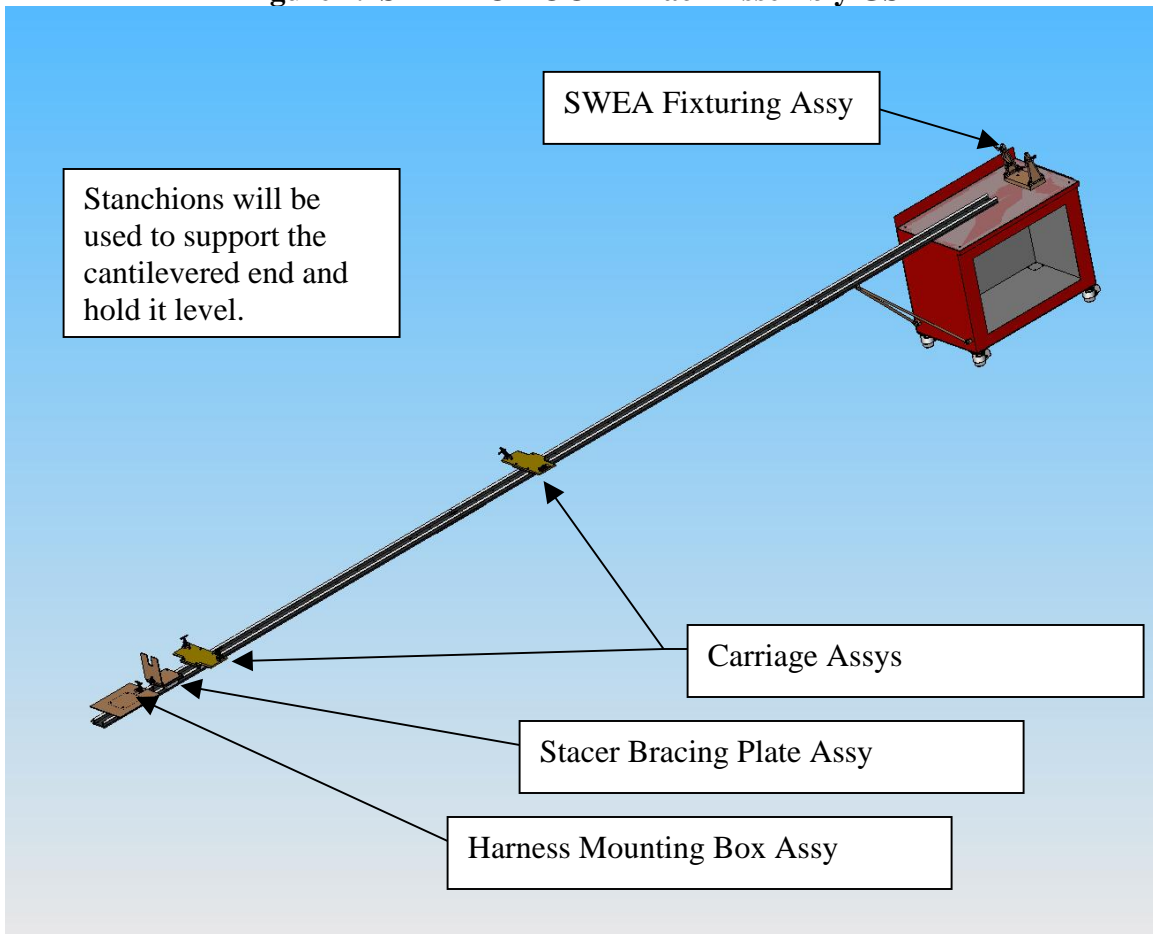 SWEA Fixturing Assy
Stanchions will be
used to support the
cantilevered end and
hold it level.
Carriage Assys
Stacer Bracing Plate Assy
Harness Mounting Box Assy